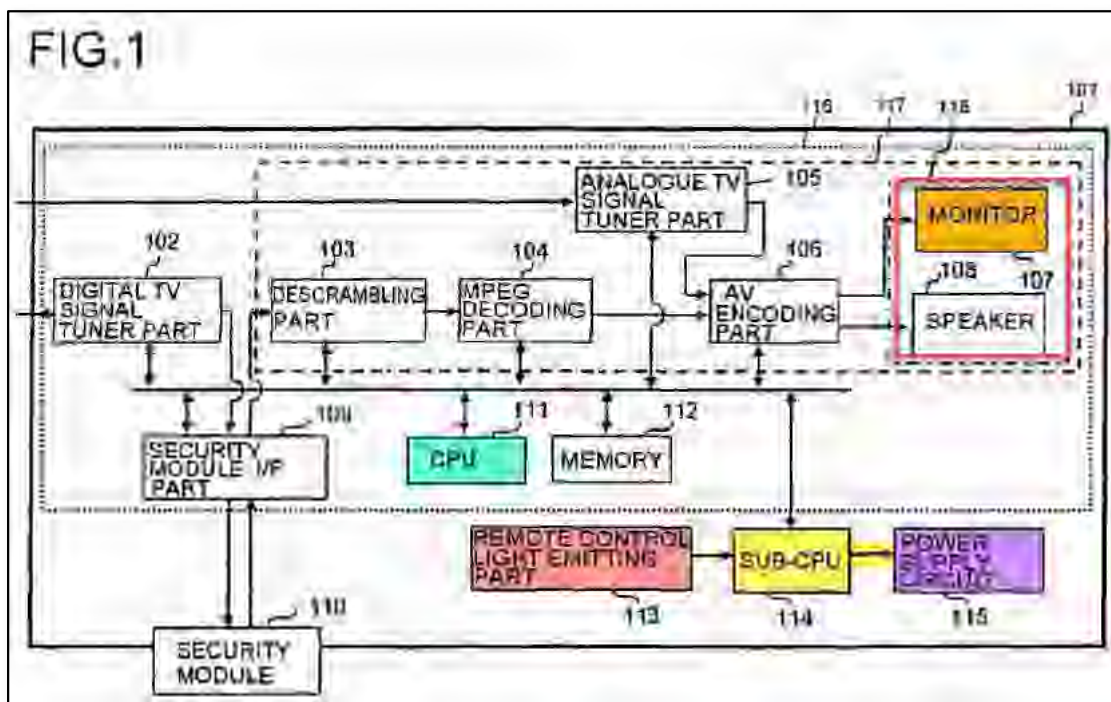 FIG.1
116
117
118
101
ANALOGUE TV
SIGNAL
TUNER PART
105
MONITOR
107
102
DIGITAL TV
SIGNAL
TUNER PART
103
DESCRAMBLING
PART
104
MPEG
DECODING
PART
106
AV
ENCODING
PART
108
SPEAKER
109
SECURITY
MODULE I/F
PART
111
CPU
112
MEMORY
REMOTE CONTROL
LIGHT EMITTING
PART
113
SUB-CPU
114
POWER
SUPPLY
CIRCUIT
115
110
SECURITY
MODULE